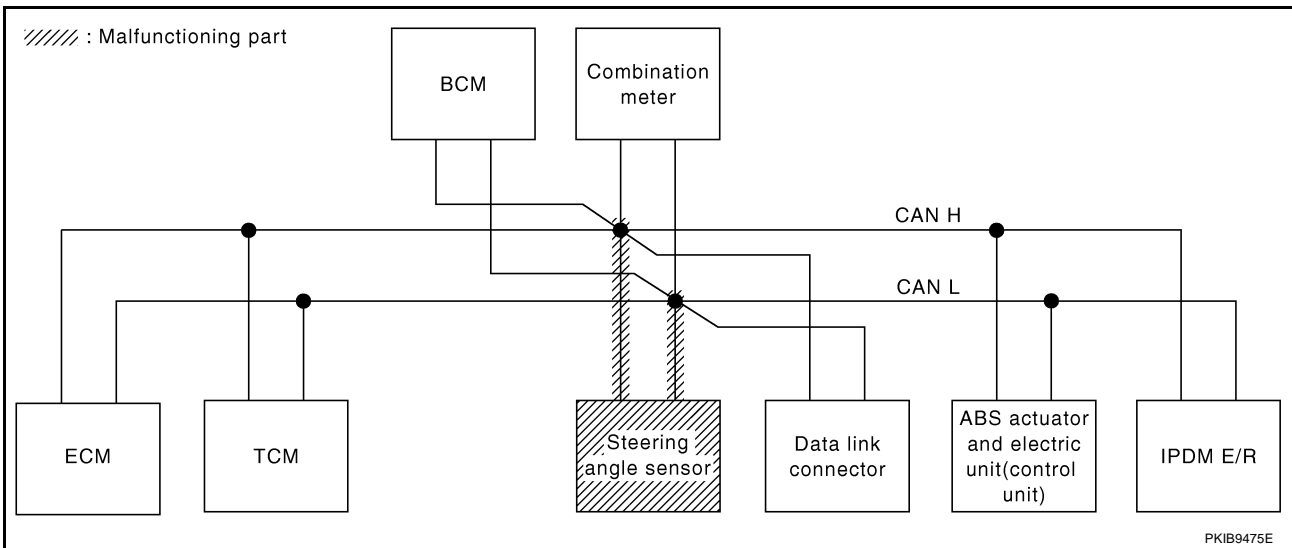 : Malfunctioning part
BCM
Combination
meter
CAN H
CAN L
ECM
TCM
Steering
angle sensor
Data link
connector
ABS actuator
and electric
unit(control
unit)
IPDM E/R
PKIB9475E